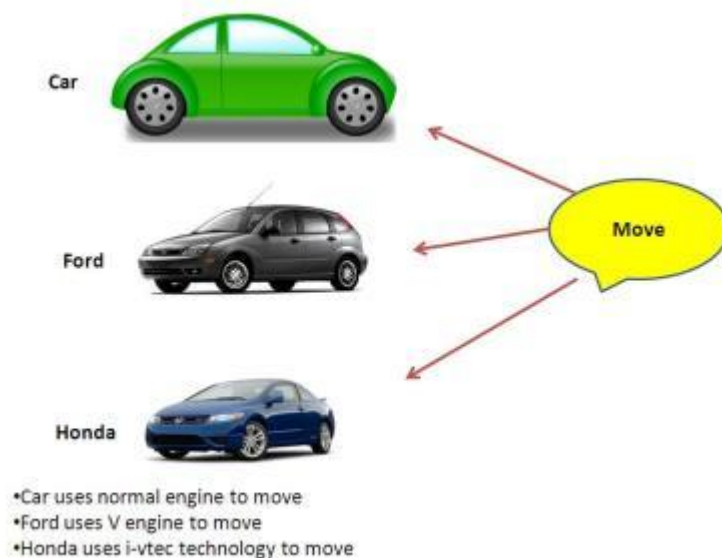 Car
Move
Ford
Honda
•Car uses normal engine to move
•Ford uses V engine to move
•Honda uses i-vtec technology to move